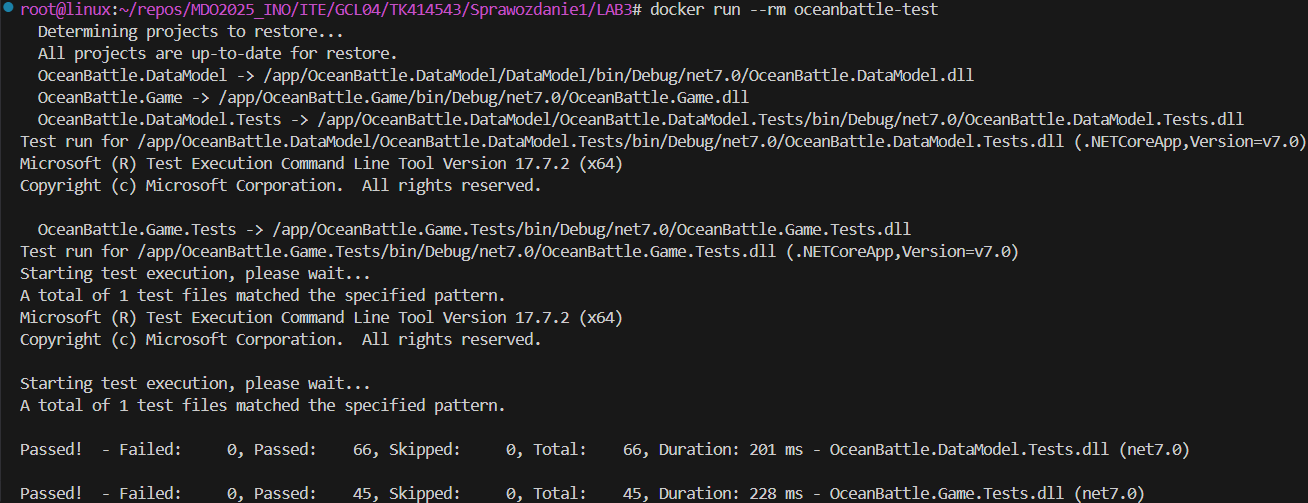 root@linux:~/repos/MDO2025_INO/ITE/GCL04/TK414543/Sprawozdanie1/LAB3# docker run --rm oceanbattle-test
  Determining projects to restore...
  All projects are up-to-date for restore.
  OceanBattle.DataModel -> /app/OceanBattle.DataModel/DataModel/bin/Debug/net7.0/OceanBattle.DataModel.dll
  OceanBattle.Game -> /app/OceanBattle.Game/bin/Debug/net7.0/OceanBattle.Game.dll
  OceanBattle.DataModel.Tests -> /app/OceanBattle.DataModel/OceanBattle.DataModel.Tests/bin/Debug/net7.0/OceanBattle.DataModel.Tests.dll
Test run for /app/OceanBattle.DataModel/OceanBattle.DataModel.Tests/bin/Debug/net7.0/OceanBattle.DataModel.Tests.dll (.NETCoreApp,Version=v7.0)
Microsoft (R) Test Execution Command Line Tool Version 17.7.2 (x64)
Copyright (c) Microsoft Corporation.  All rights reserved.

  OceanBattle.Game.Tests -> /app/OceanBattle.Game.Tests/bin/Debug/net7.0/OceanBattle.Game.Tests.dll
Test run for /app/OceanBattle.Game.Tests/bin/Debug/net7.0/OceanBattle.Game.Tests.dll (.NETCoreApp,Version=v7.0)
Starting test execution, please wait...
A total of 1 test files matched the specified pattern.
Microsoft (R) Test Execution Command Line Tool Version 17.7.2 (x64)
Copyright (c) Microsoft Corporation.  All rights reserved.

Starting test execution, please wait...
A total of 1 test files matched the specified pattern.

Passed!  - Failed:     0, Passed:    66, Skipped:     0, Total:    66, Duration: 201 ms - OceanBattle.DataModel.Tests.dll (net7.0)

Passed!  - Failed:     0, Passed:    45, Skipped:     0, Total:    45, Duration: 228 ms - OceanBattle.Game.Tests.dll (net7.0)